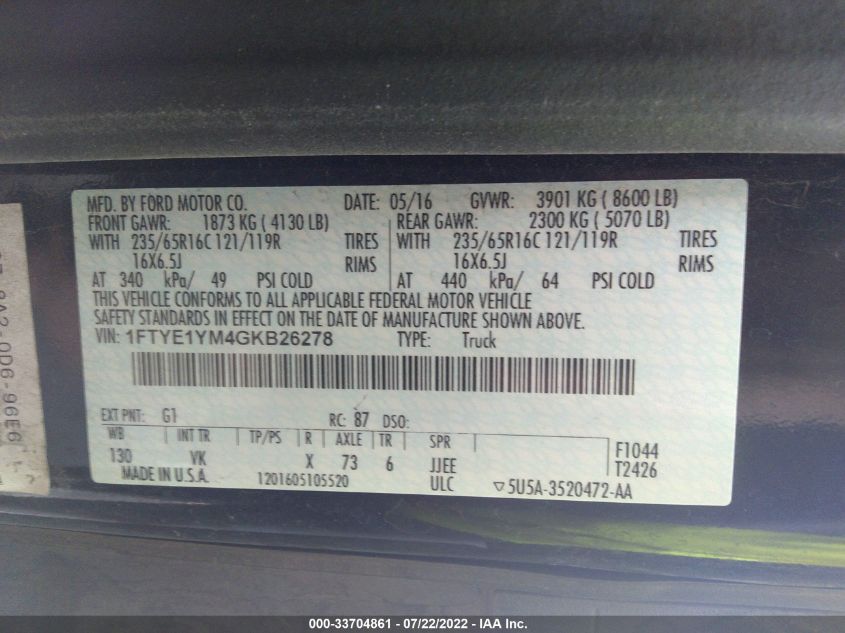 MFD. BY FORD MOTOR CO. DATE: 05/16 GVWR: 3901 KG ( 8600 LB)
FRONT GAWR: 1873 KG ( 4130 LB) REAR GAWR: 2300 KG ( 5070 LB)
WITH 235/65R16C 121/119R TIRES WITH 235/65R16C 121/119R TIRES
16X6.5J RIMS 16X6.5J RIMS
AT 340 kPa/ 49 PSI COLD AT 440 kPa/ 64 PSI COLD
THIS VEHICLE CONFORMS TO ALL APPLICABLE FEDERAL MOTOR VEHICLE
SAFETY STANDARDS IN EFFECT ON THE DATE OF MANUFACTURE SHOWN ABOVE.
VIN: 1FTYE1YM4GKB26278 TYPE: Truck
EXT PNT: G1 RC: 87 DSO:
WB INT TR TP/PS R AXLE TR SPR F1044
130 VK X 73 6 JJEE T2426
MADE IN U.S.A. 1201605105520 ULC ▽5U5A-3520472-AA
000-33704861 - 07/22/2022 - IAA Inc.